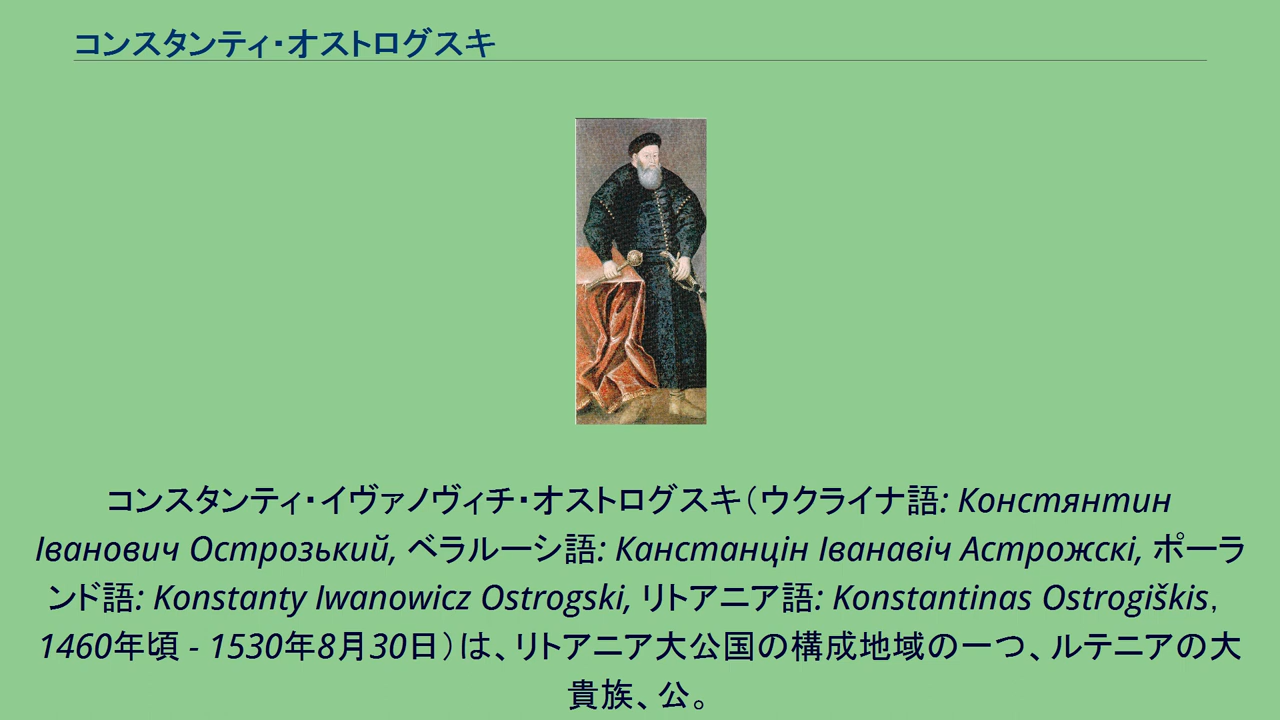 コンスタンティ・オストログスキ
コンスタンティ・イヴァノヴィチ・オストログスキ（ウクライナ語: Констянтин
Іванович Острозький, ベラルーシ語: Канстанцін Іванавіч Астрожскі, ポーラ
ンド語: Konstanty Iwanowicz Ostrogski, リトアニア語: Konstantinas Ostrogiškis,
1460年頃 - 1530年8月30日）は、リトアニア大公国の構成地域の一つ、ルテニアの大
貴族、公。